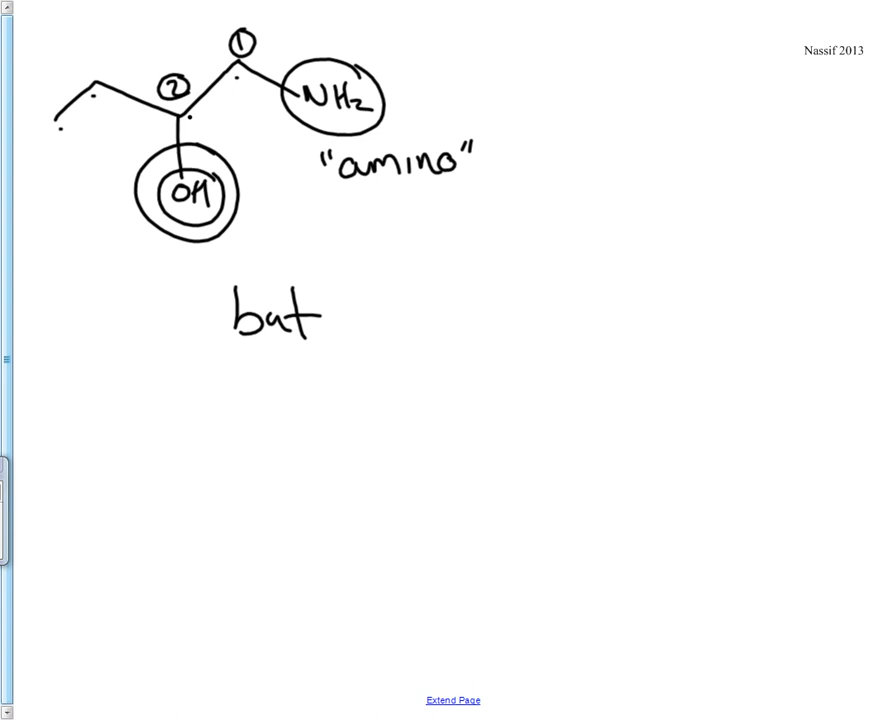 Nassif 2013
①
②
NH₂
"amino"
OH
but
Extend Page